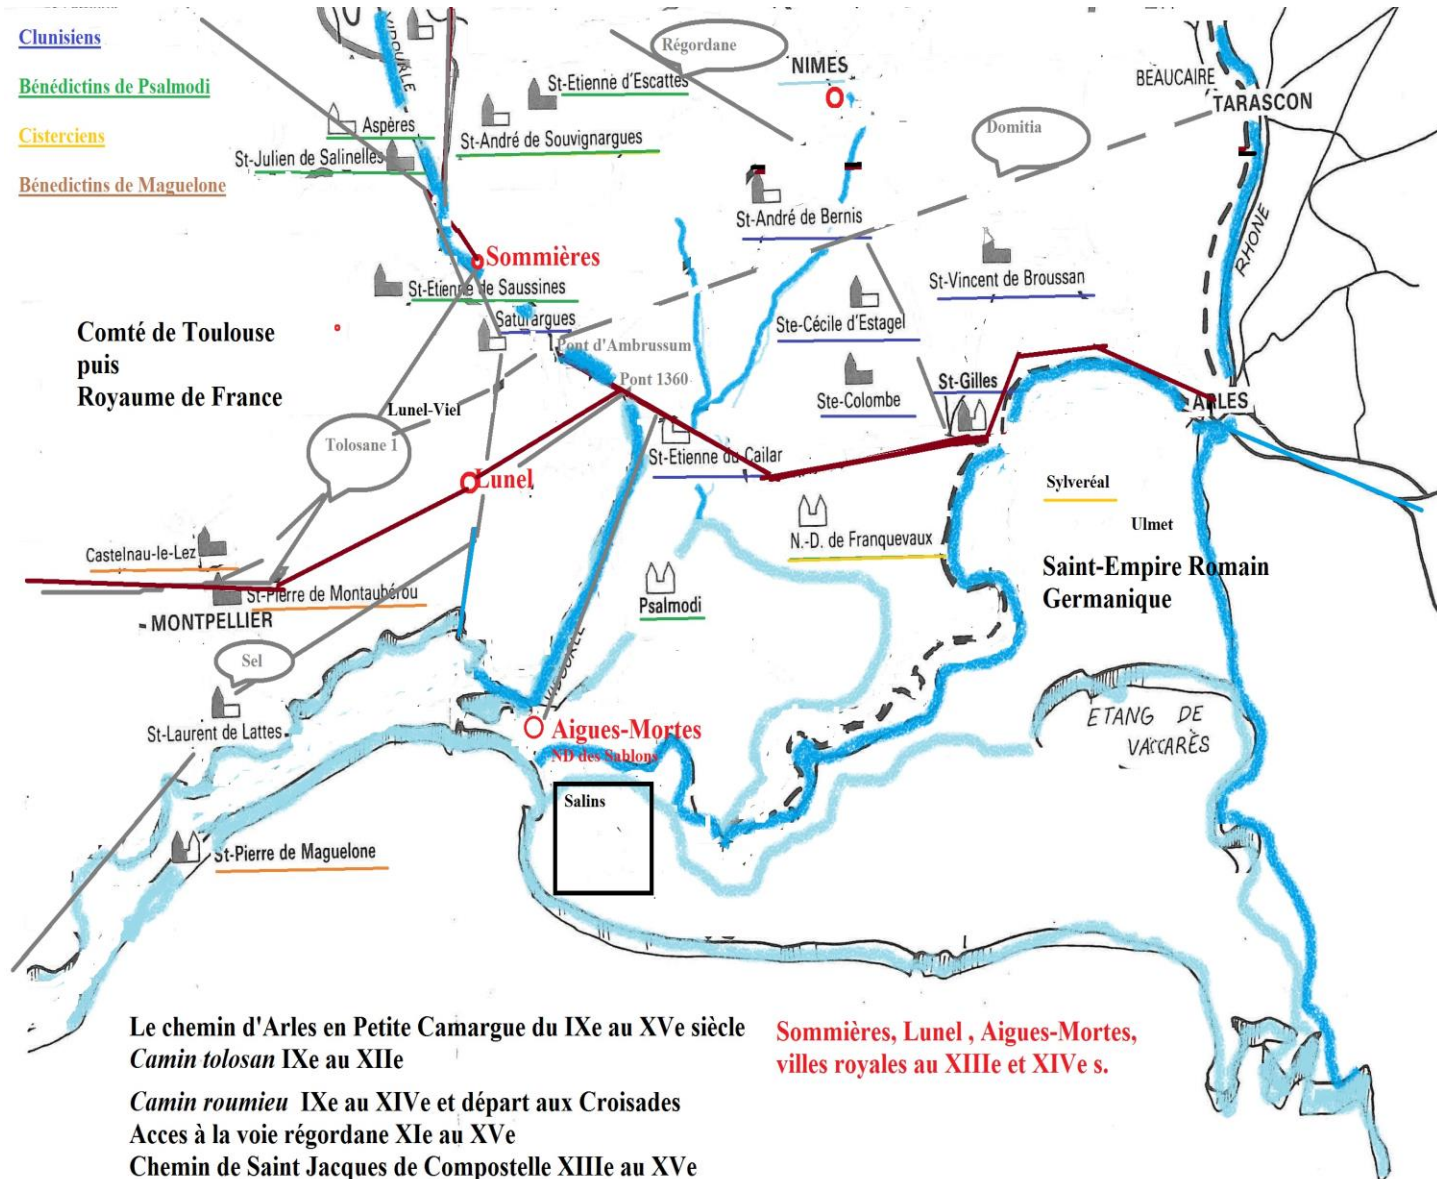 Clunisiens
Bénédictins de Psalmodi
Cisterciens
Bénedictins de Maguelone
VIDOURLE
Régordane
NIMES
BEAUCAIRE
TARASCON
St-Etienne d'Escattes
Aspères
St-André de Souvignargues
Domitia
St-Julien de Salinelles
St-André de Bernis
RHONE
Sommières
St-Vincent de Broussan
St-Etienne de Saussines
Saturargues
Ste-Cécile d'Estagel
Comté de Toulouse
puis
Royaume de France
Pont d'Ambrussum
Pont 1360
St-Gilles
Ste-Colombe
ARLES
Lunel-Viel
Tolosane 1
St-Etienne du Cailar
Lunel
Sylveréal
Ulmet
Castelnau-le-Lez
N.-D. de Franquevaux
Saint-Empire Romain
Germanique
St-Pierre de Montaubérou
Psalmodi
MONTPELLIER
Sel
VIDOURLE
St-Laurent de Lattes
Aigues-Mortes
ND des Sablons
ETANG DE
VACCARÈS
Salins
St-Pierre de Maguelone
Le chemin d'Arles en Petite Camargue du IXe au XVe siècle
Camin tolosan IXe au XIIe
Camin roumieu IXe au XIVe et départ aux Croisades
Acces à la voie régordane XIe au XVe
Chemin de Saint Jacques de Compostelle XIIIe au XVe
Sommières, Lunel , Aigues-Mortes,
villes royales au XIIIe et XIVe s.